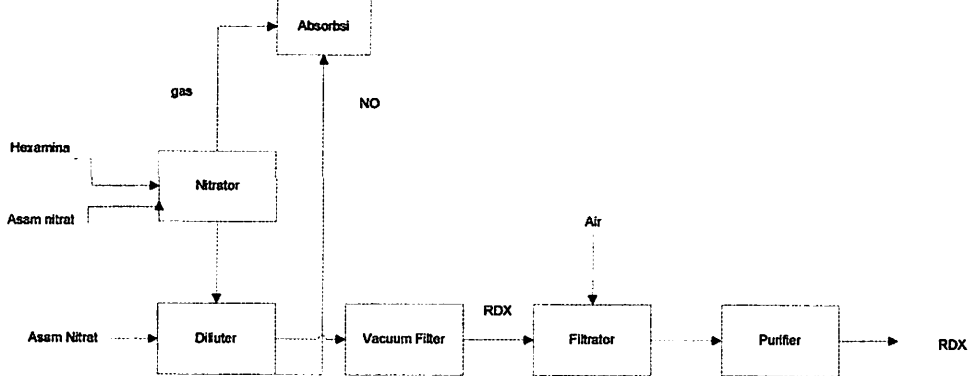 Absorbsi
gas
NO
Hexamina
Nitrator
Asam nitrat
Air
RDX
Asam Nitrat
Diluter
Vacuum Filter
Filtrator
Purifier
RDX